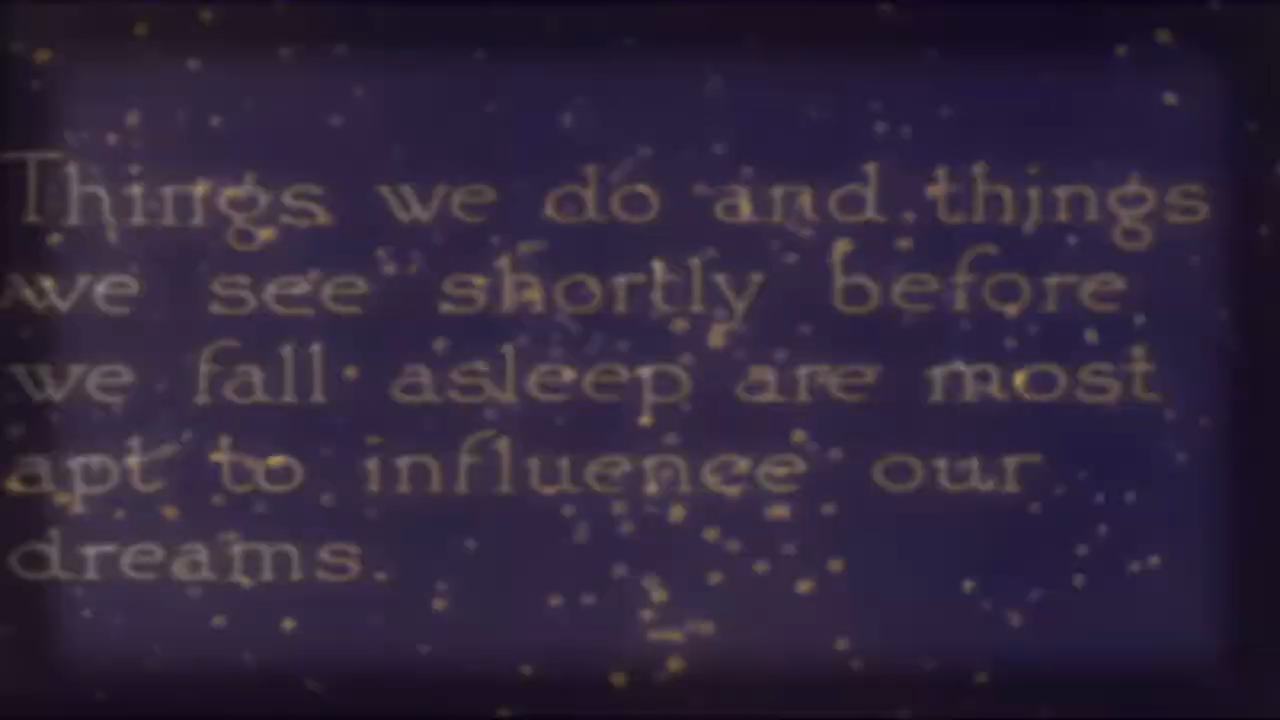 Things we do and things
we see shortly before
we fall asleep are most
apt to influence our
dreams.